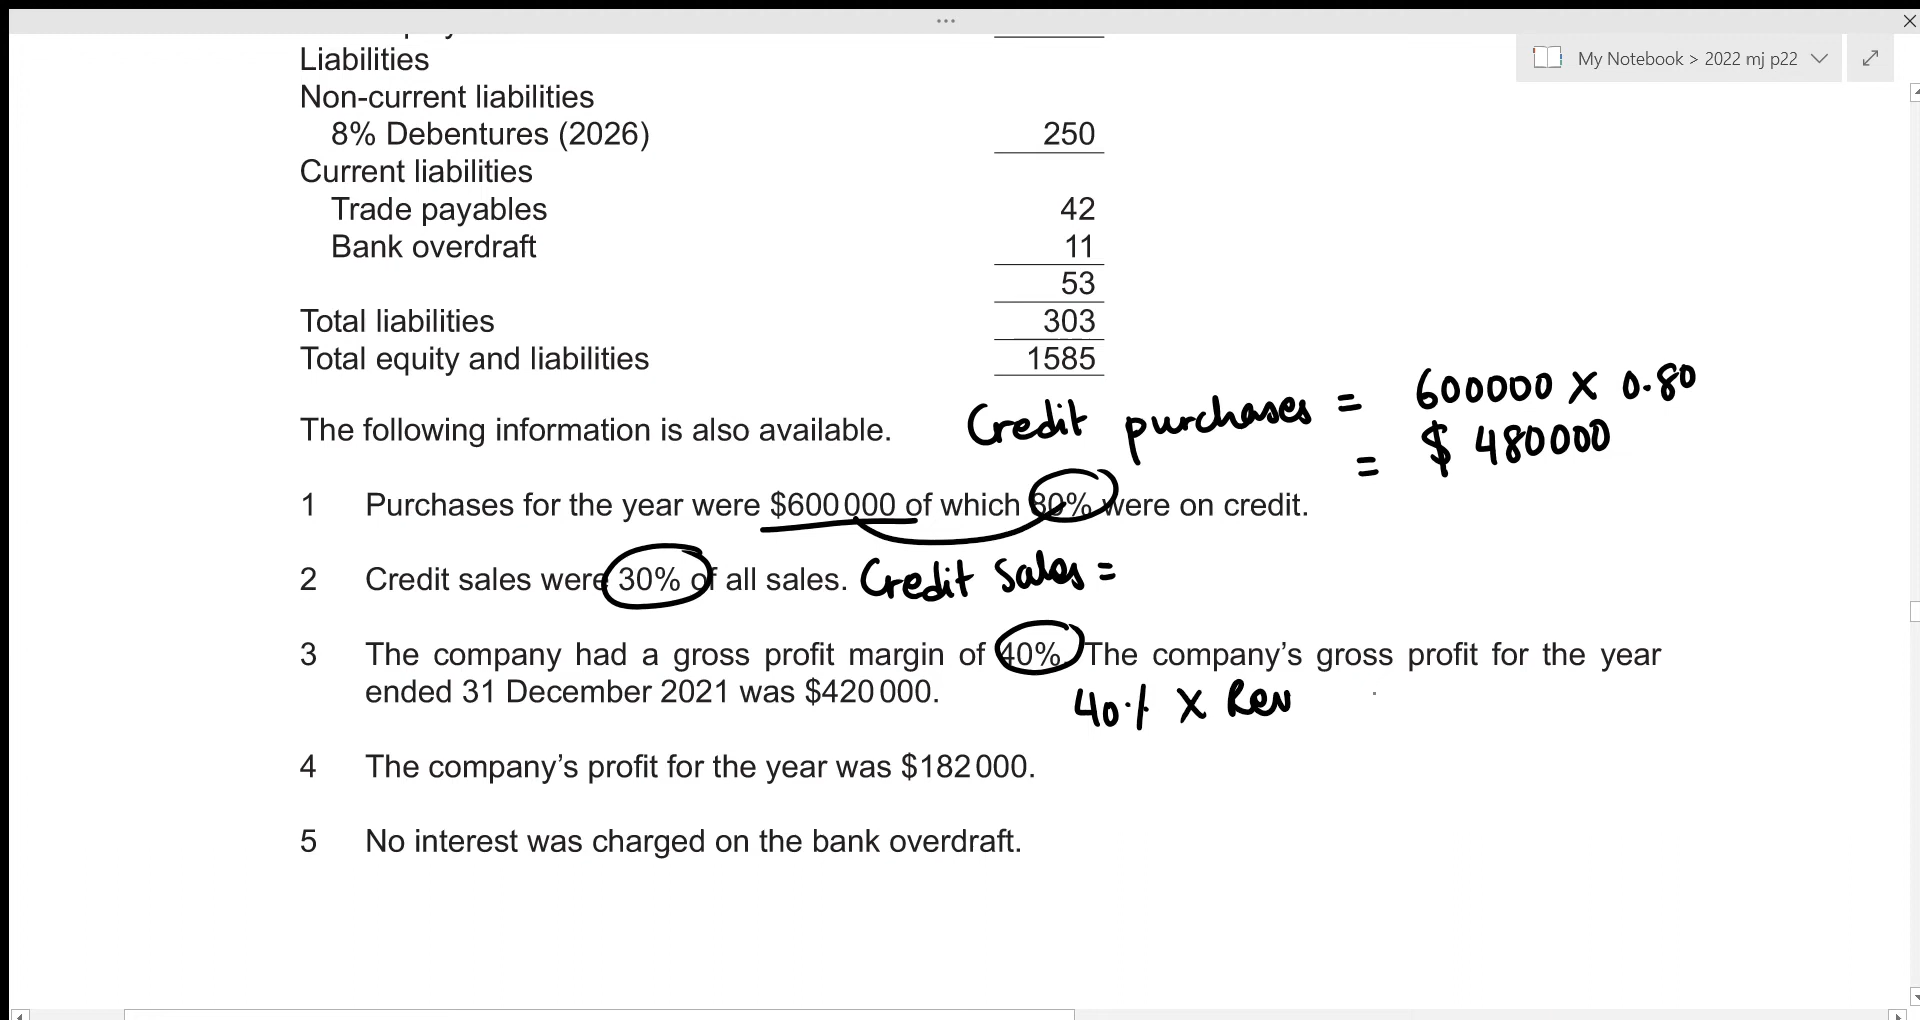 ...
My Notebook > 2022 mj p22
Liabilities
Non-current liabilities
8% Debentures (2026) 250
Current liabilities
Trade payables 42
Bank overdraft 11
53
Total liabilities 303
Total equity and liabilities 1585
Credit purchases = 600000 X 0.80
= $ 480000
The following information is also available.
1 Purchases for the year were $600 000 of which 80% were on credit.
2 Credit sales were 30% of all sales. Credit Sales =
3 The company had a gross profit margin of 40%. The company's gross profit for the year
ended 31 December 2021 was $420 000.
40% X Rev
4 The company's profit for the year was $182 000.
5 No interest was charged on the bank overdraft.